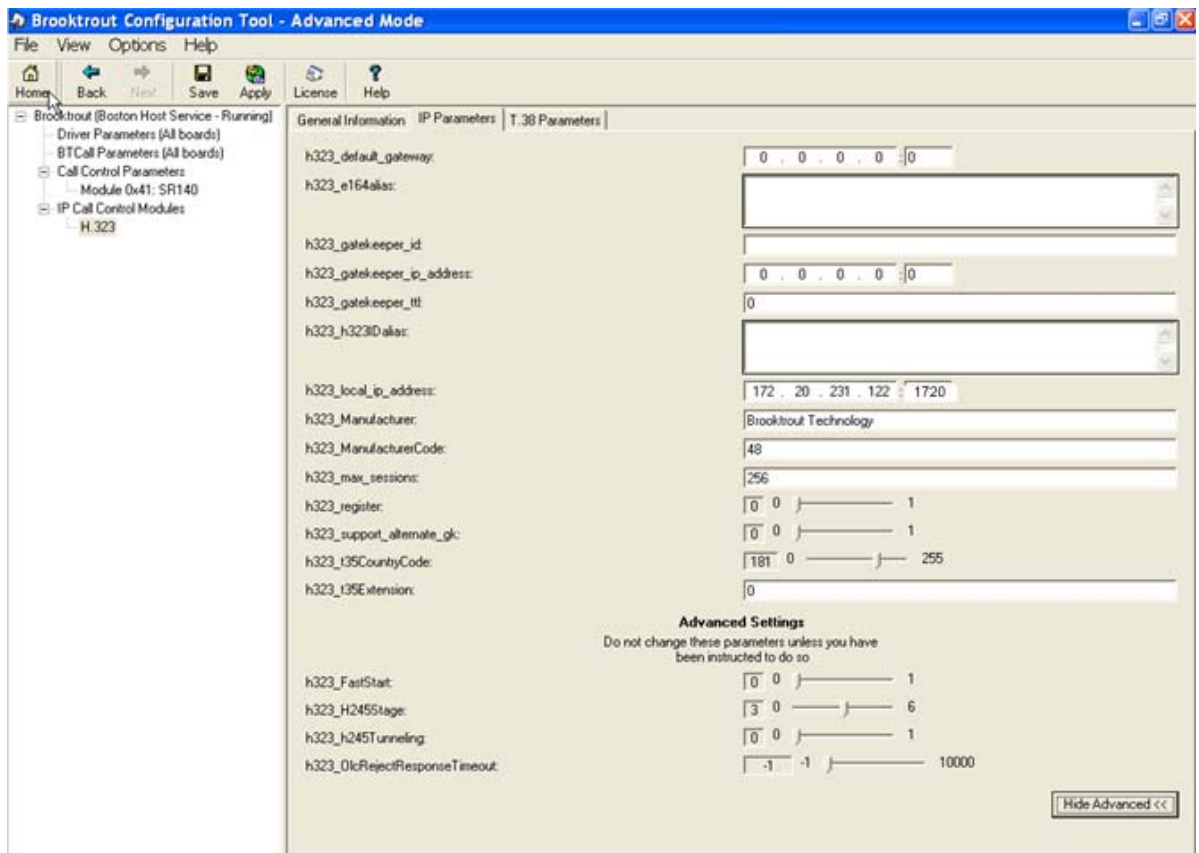 Brooktrout Configuration Tool - Advanced Mode
File View Options Help
Home Back Next Save Apply License Help
Brooktrout (Boston Host Service - Running)
Driver Parameters (All boards)
BTCall Parameters (All boards)
Call Control Parameters
Module 0x41: SR140
IP Call Control Modules
H.323
General Information IP Parameters T.38 Parameters
h323_default_gateway: 0 . 0 . 0 . 0 : 0
h323_e164alias:
h323_gatekeeper_id:
h323_gatekeeper_ip_address: 0 . 0 . 0 . 0 : 0
h323_gatekeeper_ttl: 0
h323_h323IDalias:
h323_local_ip_address: 172 . 20 . 231 . 122 : 1720
h323_Manufacturer: Brooktrout Technology
h323_ManufacturerCode: 48
h323_max_sessions: 256
h323_register: 0 0 1
h323_support_alternate_gk: 0 0 1
h323_t35CountryCode: 181 0 255
h323_t35Extension: 0
Advanced Settings
Do not change these parameters unless you have
been instructed to do so
h323_FastStart: 0 0 1
h323_H245Stage: 3 0 6
h323_h245Tunneling: 0 0 1
h323_OlcRejectResponseTimeout: -1 -1 10000
Hide Advanced <<